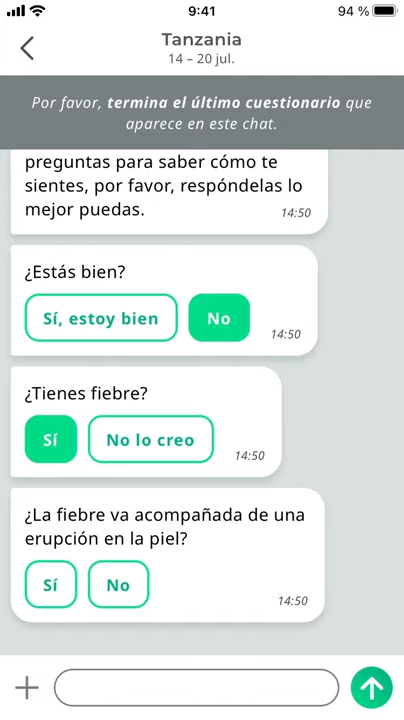 9:41
94 %
Tanzania
14 – 20 jul.
Por favor, termina el último cuestionario que
aparece en este chat.
preguntas para saber cómo te
sientes, por favor, respóndelas lo
mejor puedas.
14:50
¿Estás bien?
Sí, estoy bien
No
14:50
¿Tienes fiebre?
Sí
No lo creo
14:50
¿La fiebre va acompañada de una
erupción en la piel?
Sí
No
14:50